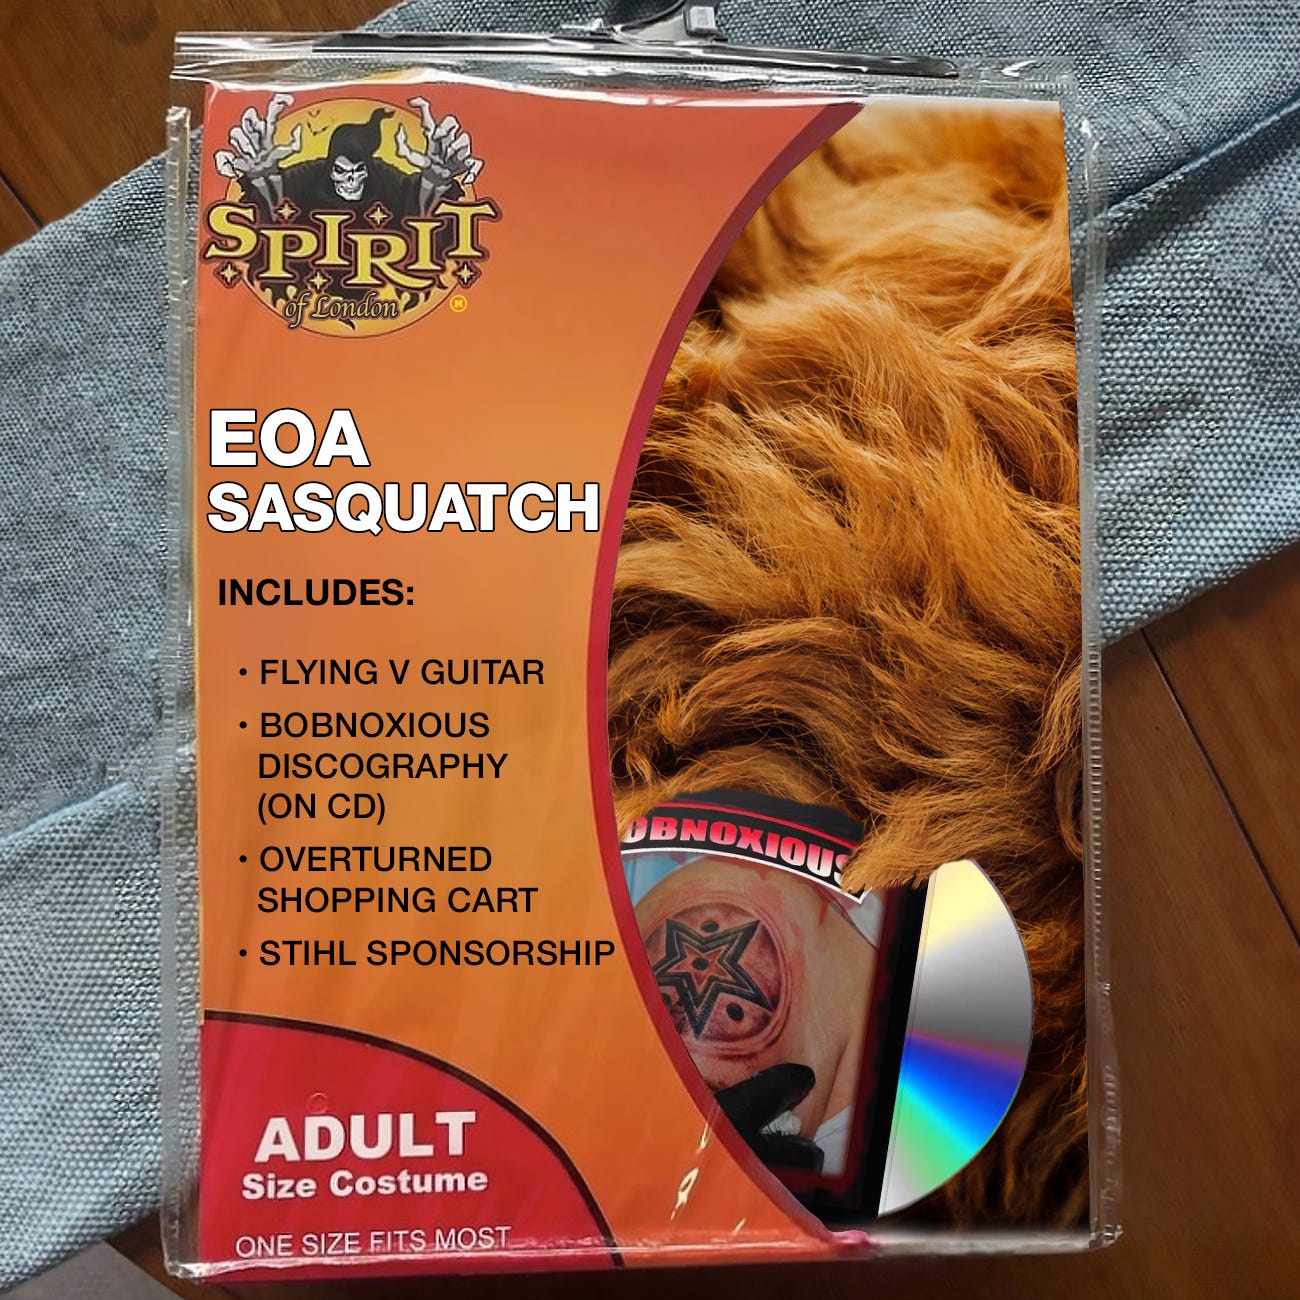 SPIRIT
of London
EOA
SASQUATCH
INCLUDES:
• FLYING V GUITAR
• BOBNOXIOUS
DISCOGRAPHY
(ON CD)
• OVERTURNED
SHOPPING CART
• STIHL SPONSORSHIP
OBNOXIOUS
ADULT
Size Costume
ONE SIZE FITS MOST